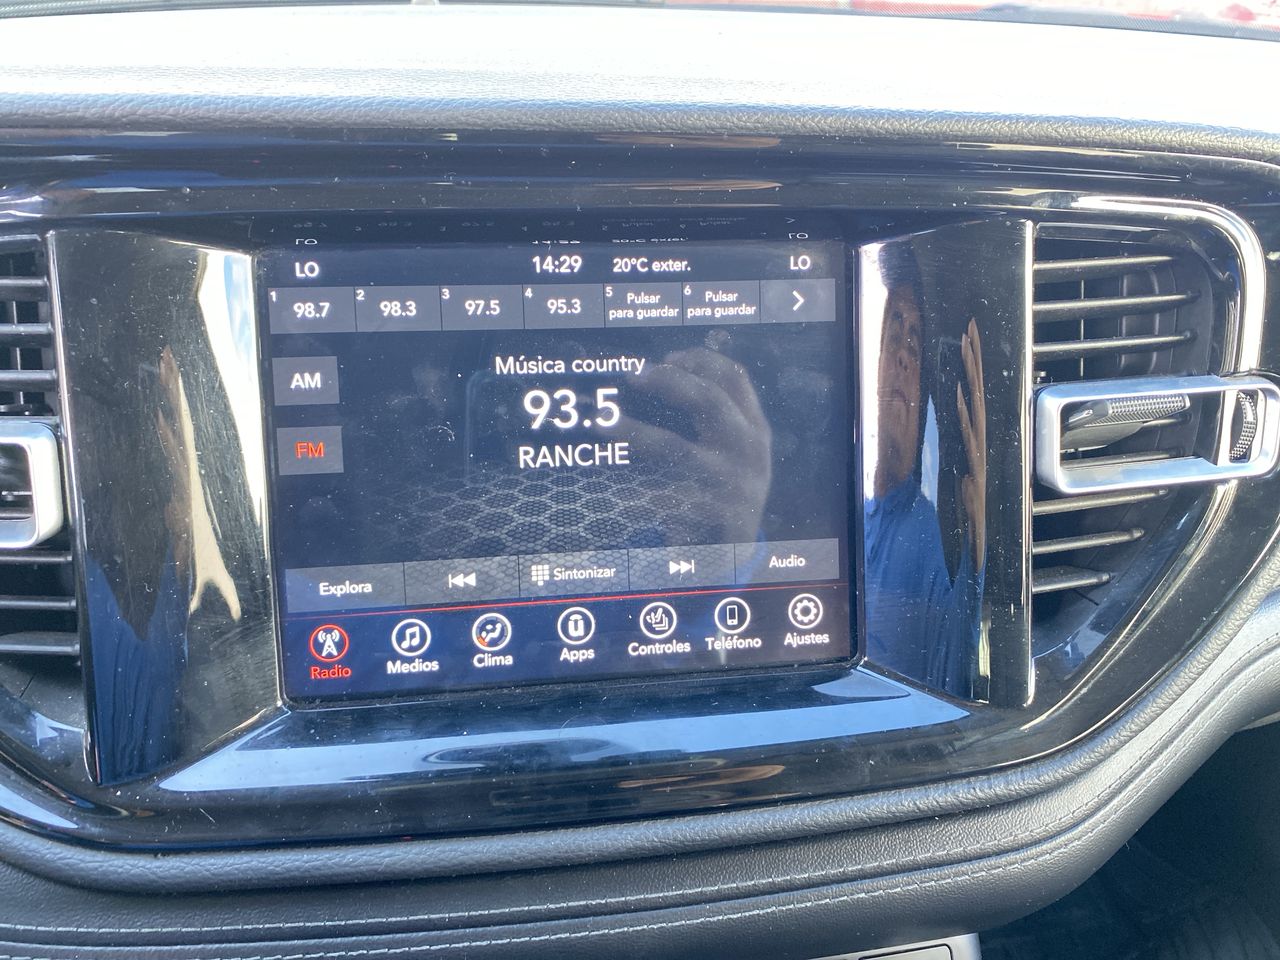 LO 14:29 20°C exter. LO
1 98.7 2 98.3 3 97.5 4 95.3 5 Pulsar para guardar 6 Pulsar para guardar
Música country
AM
93.5
FM
RANCHE
Explora Sintonizar Audio
Radio Medios Clima Apps Controles Teléfono Ajustes